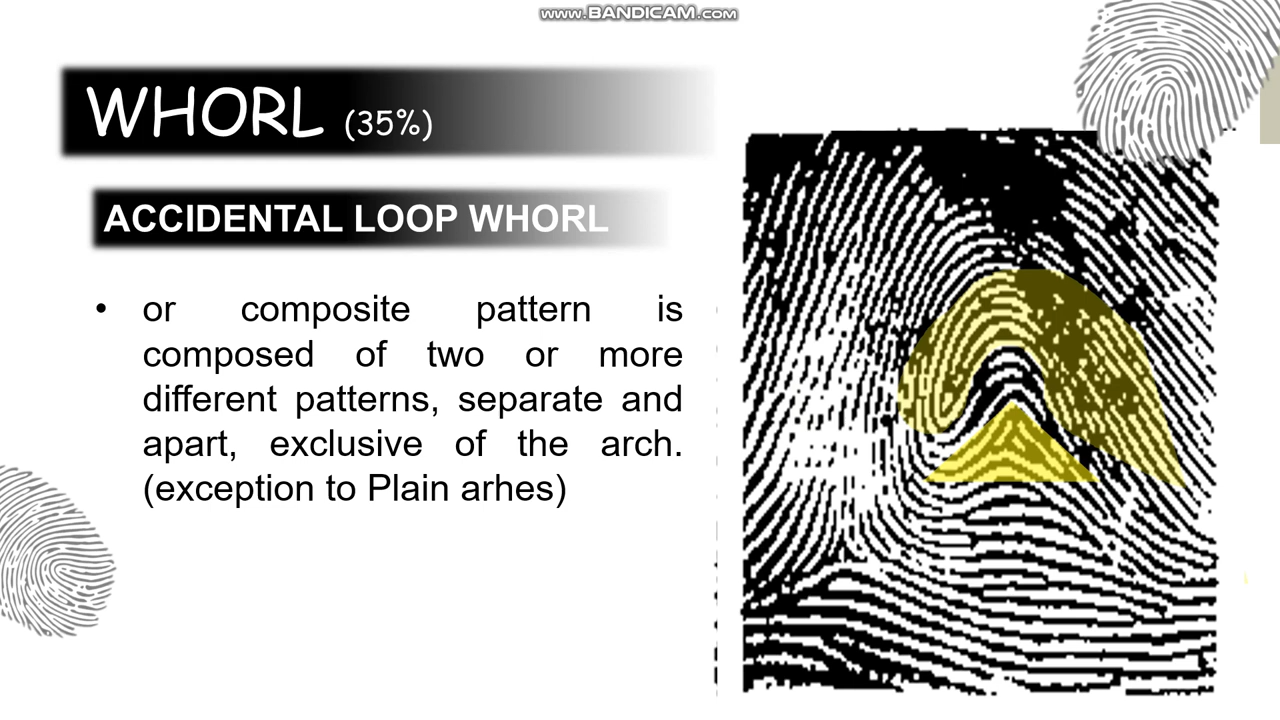 www.BANDICAM.com
WHORL (35%)
ACCIDENTAL LOOP WHORL
• or composite pattern is
composed of two or more
different patterns, separate and
apart, exclusive of the arch.
(exception to Plain arhes)